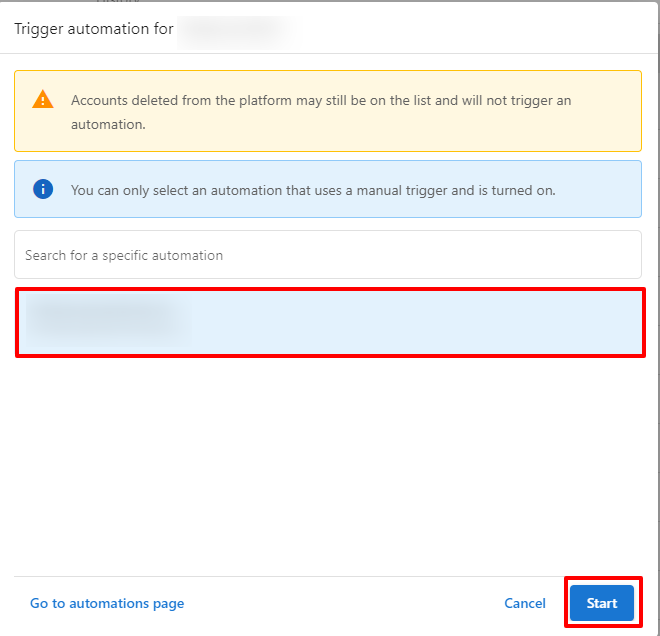 Trigger automation for
Accounts deleted from the platform may still be on the list and will not trigger an
automation.
You can only select an automation that uses a manual trigger and is turned on.
Search for a specific automation
Go to automations page
Cancel
Start